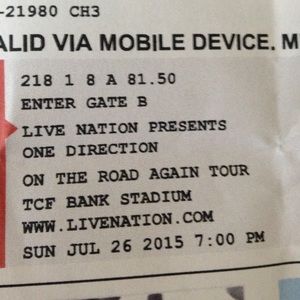 -21980 CH3
ALID VIA MOBILE DEVICE. M
218 1 8 A 81.50
ENTER GATE B
LIVE NATION PRESENTS
ONE DIRECTION
ON THE ROAD AGAIN TOUR
TCF BANK STADIUM
WWW.LIVENATION.COM
SUN JUL 26 2015 7:00 PM